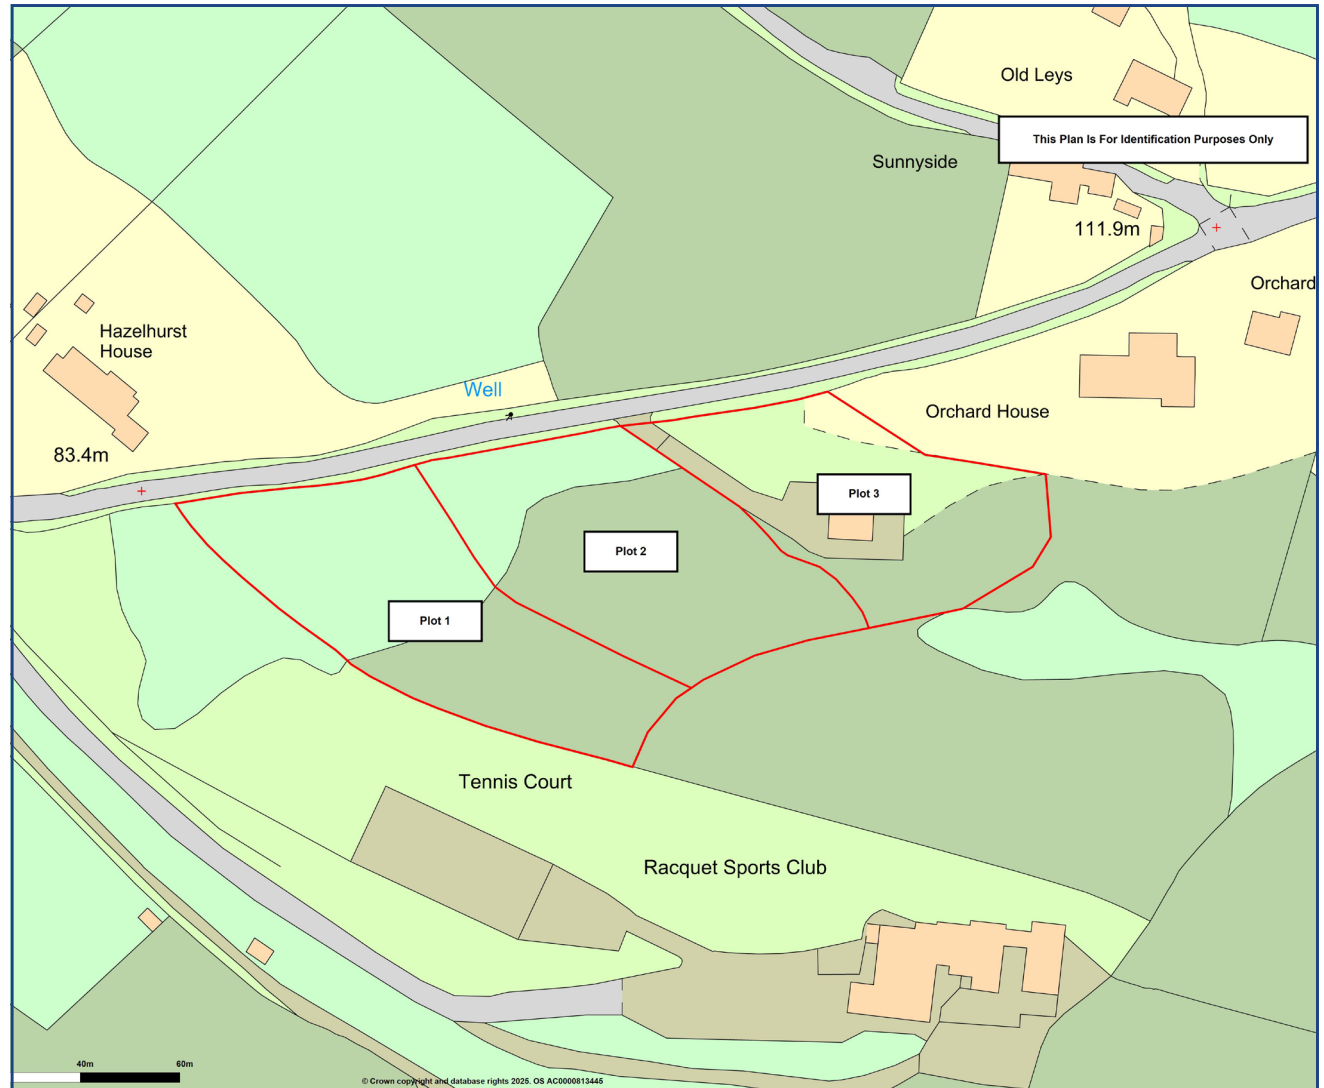 Old Leys
This Plan Is For Identification Purposes Only
Sunnyside
111.9m
Orchard
Hazelhurst
House
Well
Orchard House
83.4m
Plot 3
Plot 2
Plot 1
Tennis Court
Racquet Sports Club
40m 60m
© Crown copyright and database rights 2025. OS AC0000813445